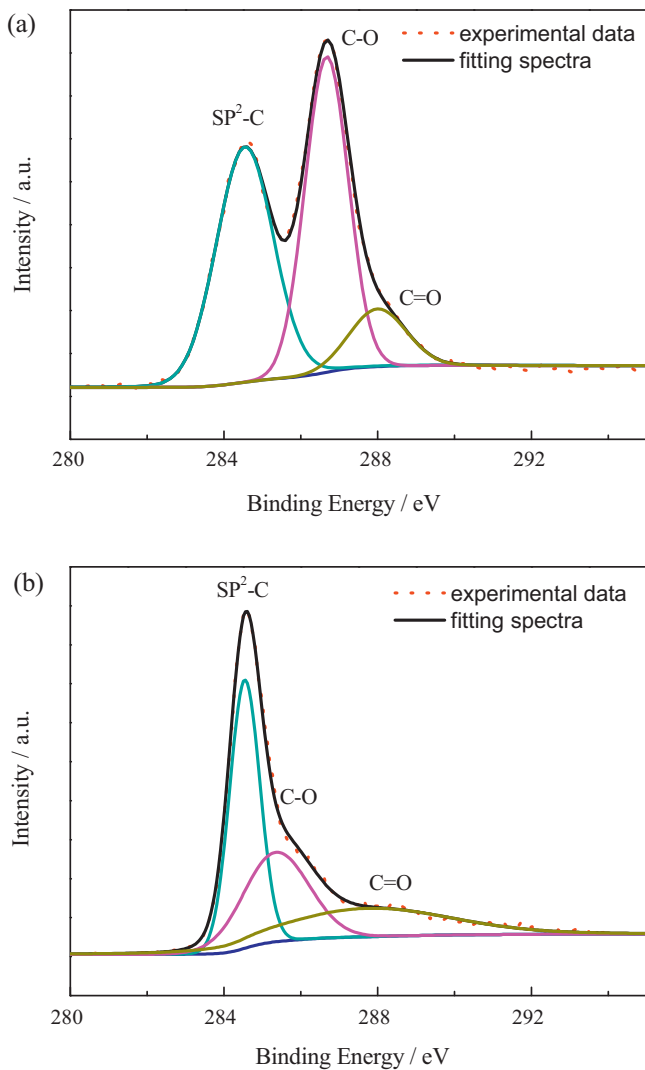 (a)
C-O
experimental data
fitting spectra
SP²-C
C=O
Intensity / a.u.
280 284 288 292
Binding Energy / eV
(b)
SP²-C
experimental data
fitting spectra
C-O
C=O
Intensity / a.u.
280 284 288 292
Binding Energy / eV